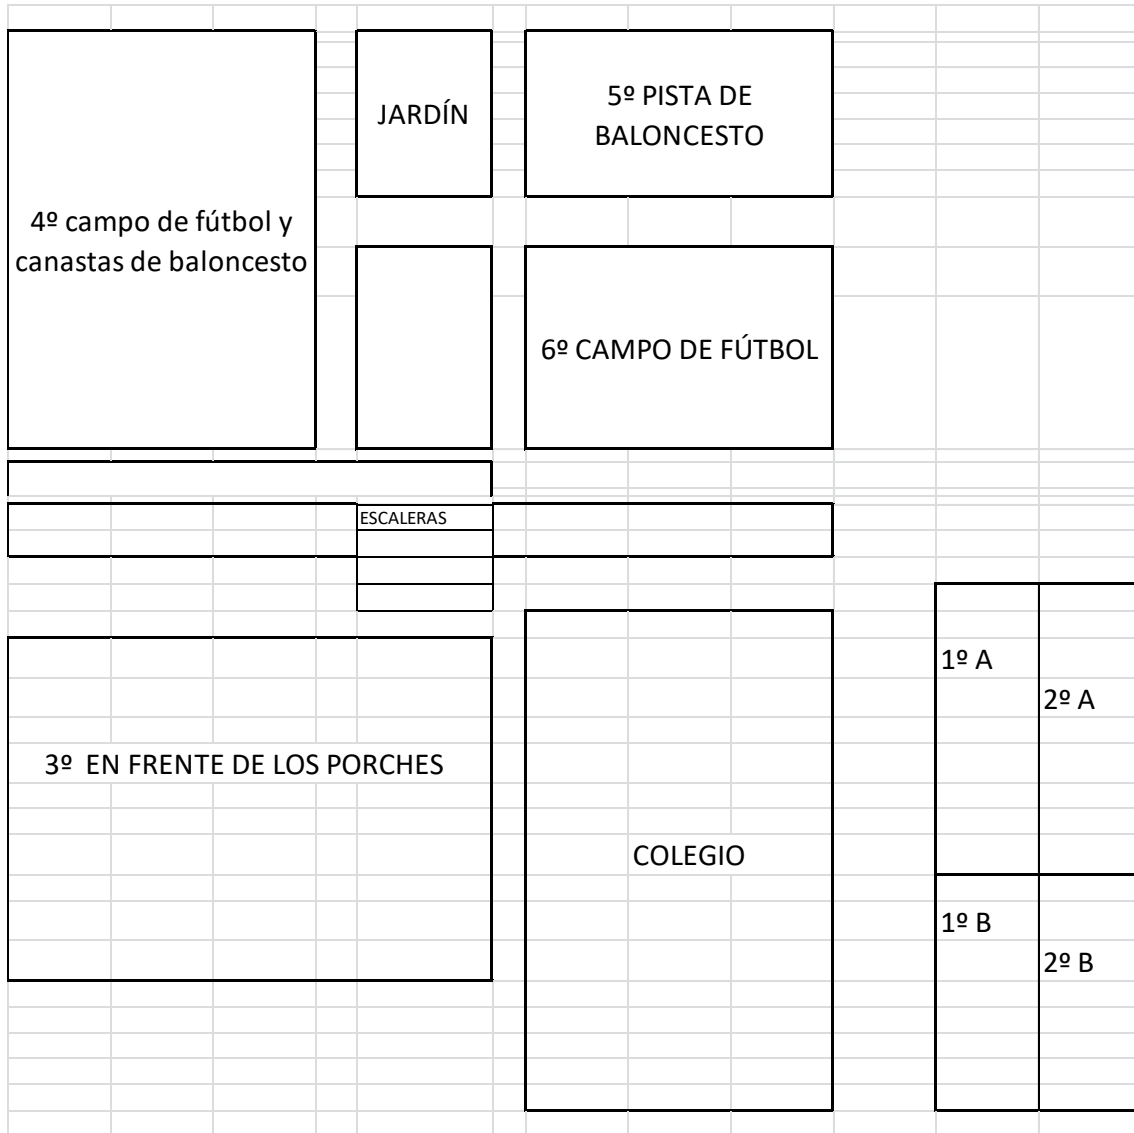 JARDÍN
5º PISTA DE
BALONCESTO
4º campo de fútbol y
canastas de baloncesto
6º CAMPO DE FÚTBOL
ESCALERAS
1º A
2º A
3º  EN FRENTE DE LOS PORCHES
COLEGIO
1º B
2º B